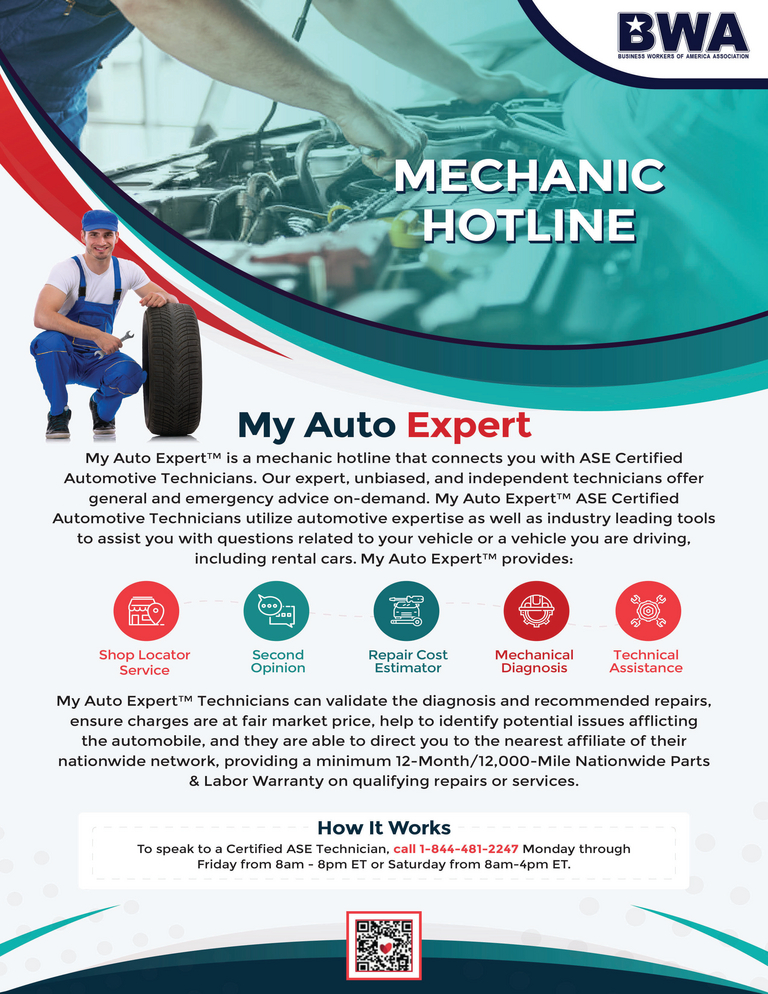 BWA
BUSINESS WORKERS OF AMERICA ASSOCIATION
MECHANIC
HOTLINE
My Auto Expert
My Auto Expert™ is a mechanic hotline that connects you with ASE Certified
Automotive Technicians. Our expert, unbiased, and independent technicians offer
general and emergency advice on-demand. My Auto Expert™ ASE Certified
Automotive Technicians utilize automotive expertise as well as industry leading tools
to assist you with questions related to your vehicle or a vehicle you are driving,
including rental cars. My Auto Expert™ provides:
Shop Locator
Service
Second
Opinion
Repair Cost
Estimator
Mechanical
Diagnosis
Technical
Assistance
My Auto Expert™ Technicians can validate the diagnosis and recommended repairs,
ensure charges are at fair market price, help to identify potential issues afflicting
the automobile, and they are able to direct you to the nearest affiliate of their
nationwide network, providing a minimum 12-Month/12,000-Mile Nationwide Parts
& Labor Warranty on qualifying repairs or services.
How It Works
To speak to a Certified ASE Technician, call 1-844-481-2247 Monday through
Friday from 8am - 8pm ET or Saturday from 8am-4pm ET.